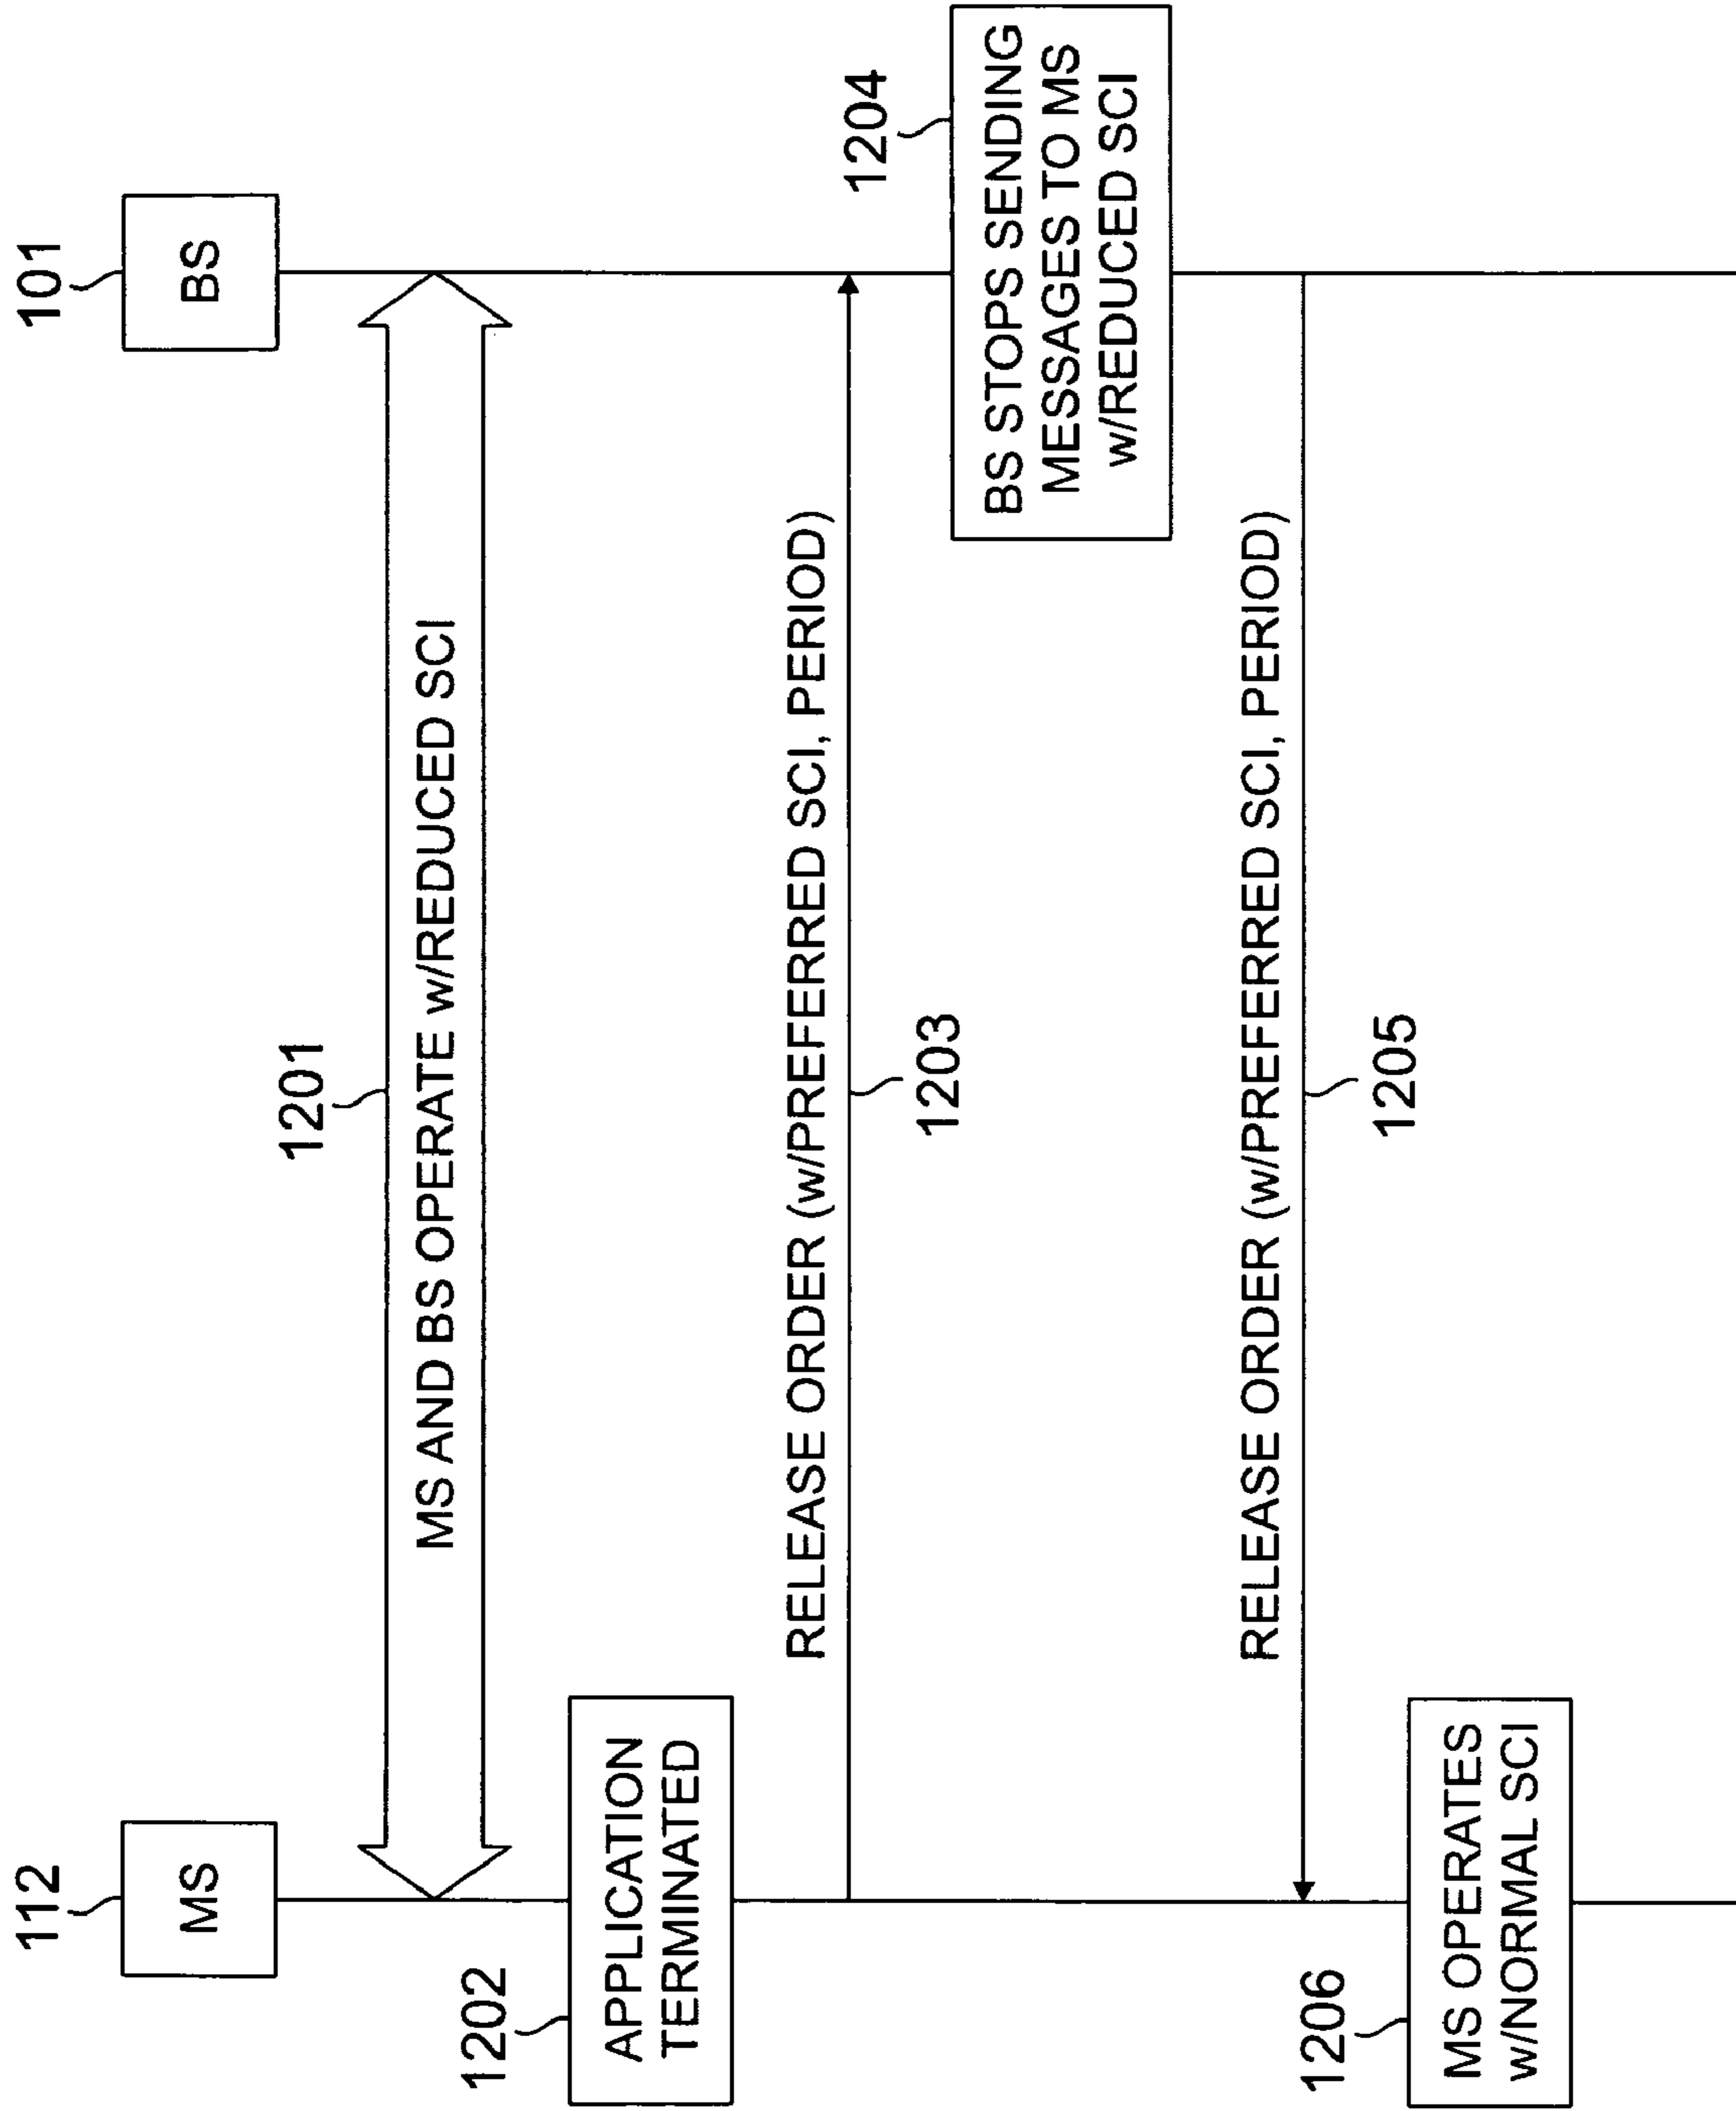 112
MS
101
BS
1201
MS AND BS OPERATE w/REDUCED SCI
1202
APPLICATION
TERMINATED
RELEASE ORDER (w/PREFERRED SCI, PERIOD)
1203
1204
BS STOPS SENDING
MESSAGES TO MS
w/REDUCED SCI
RELEASE ORDER (w/PREFERRED SCI, PERIOD)
1205
1206
MS OPERATES
w/NORMAL SCI